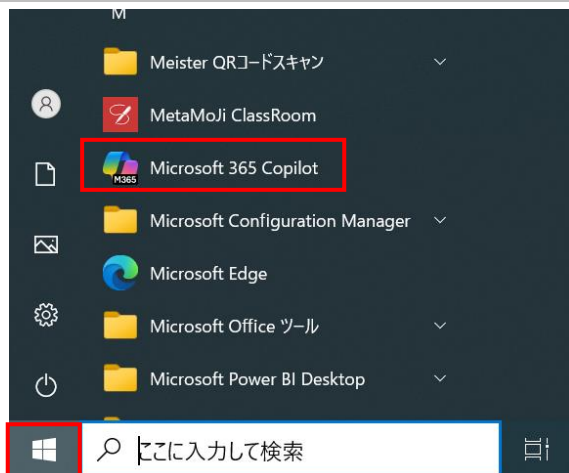 M
Meister QRコードスキャン
MetaMoJi ClassRoom
M365
Microsoft 365 Copilot
Microsoft Configuration Manager
Microsoft Edge
Microsoft Office ツール
Microsoft Power BI Desktop
ここに入力して検索